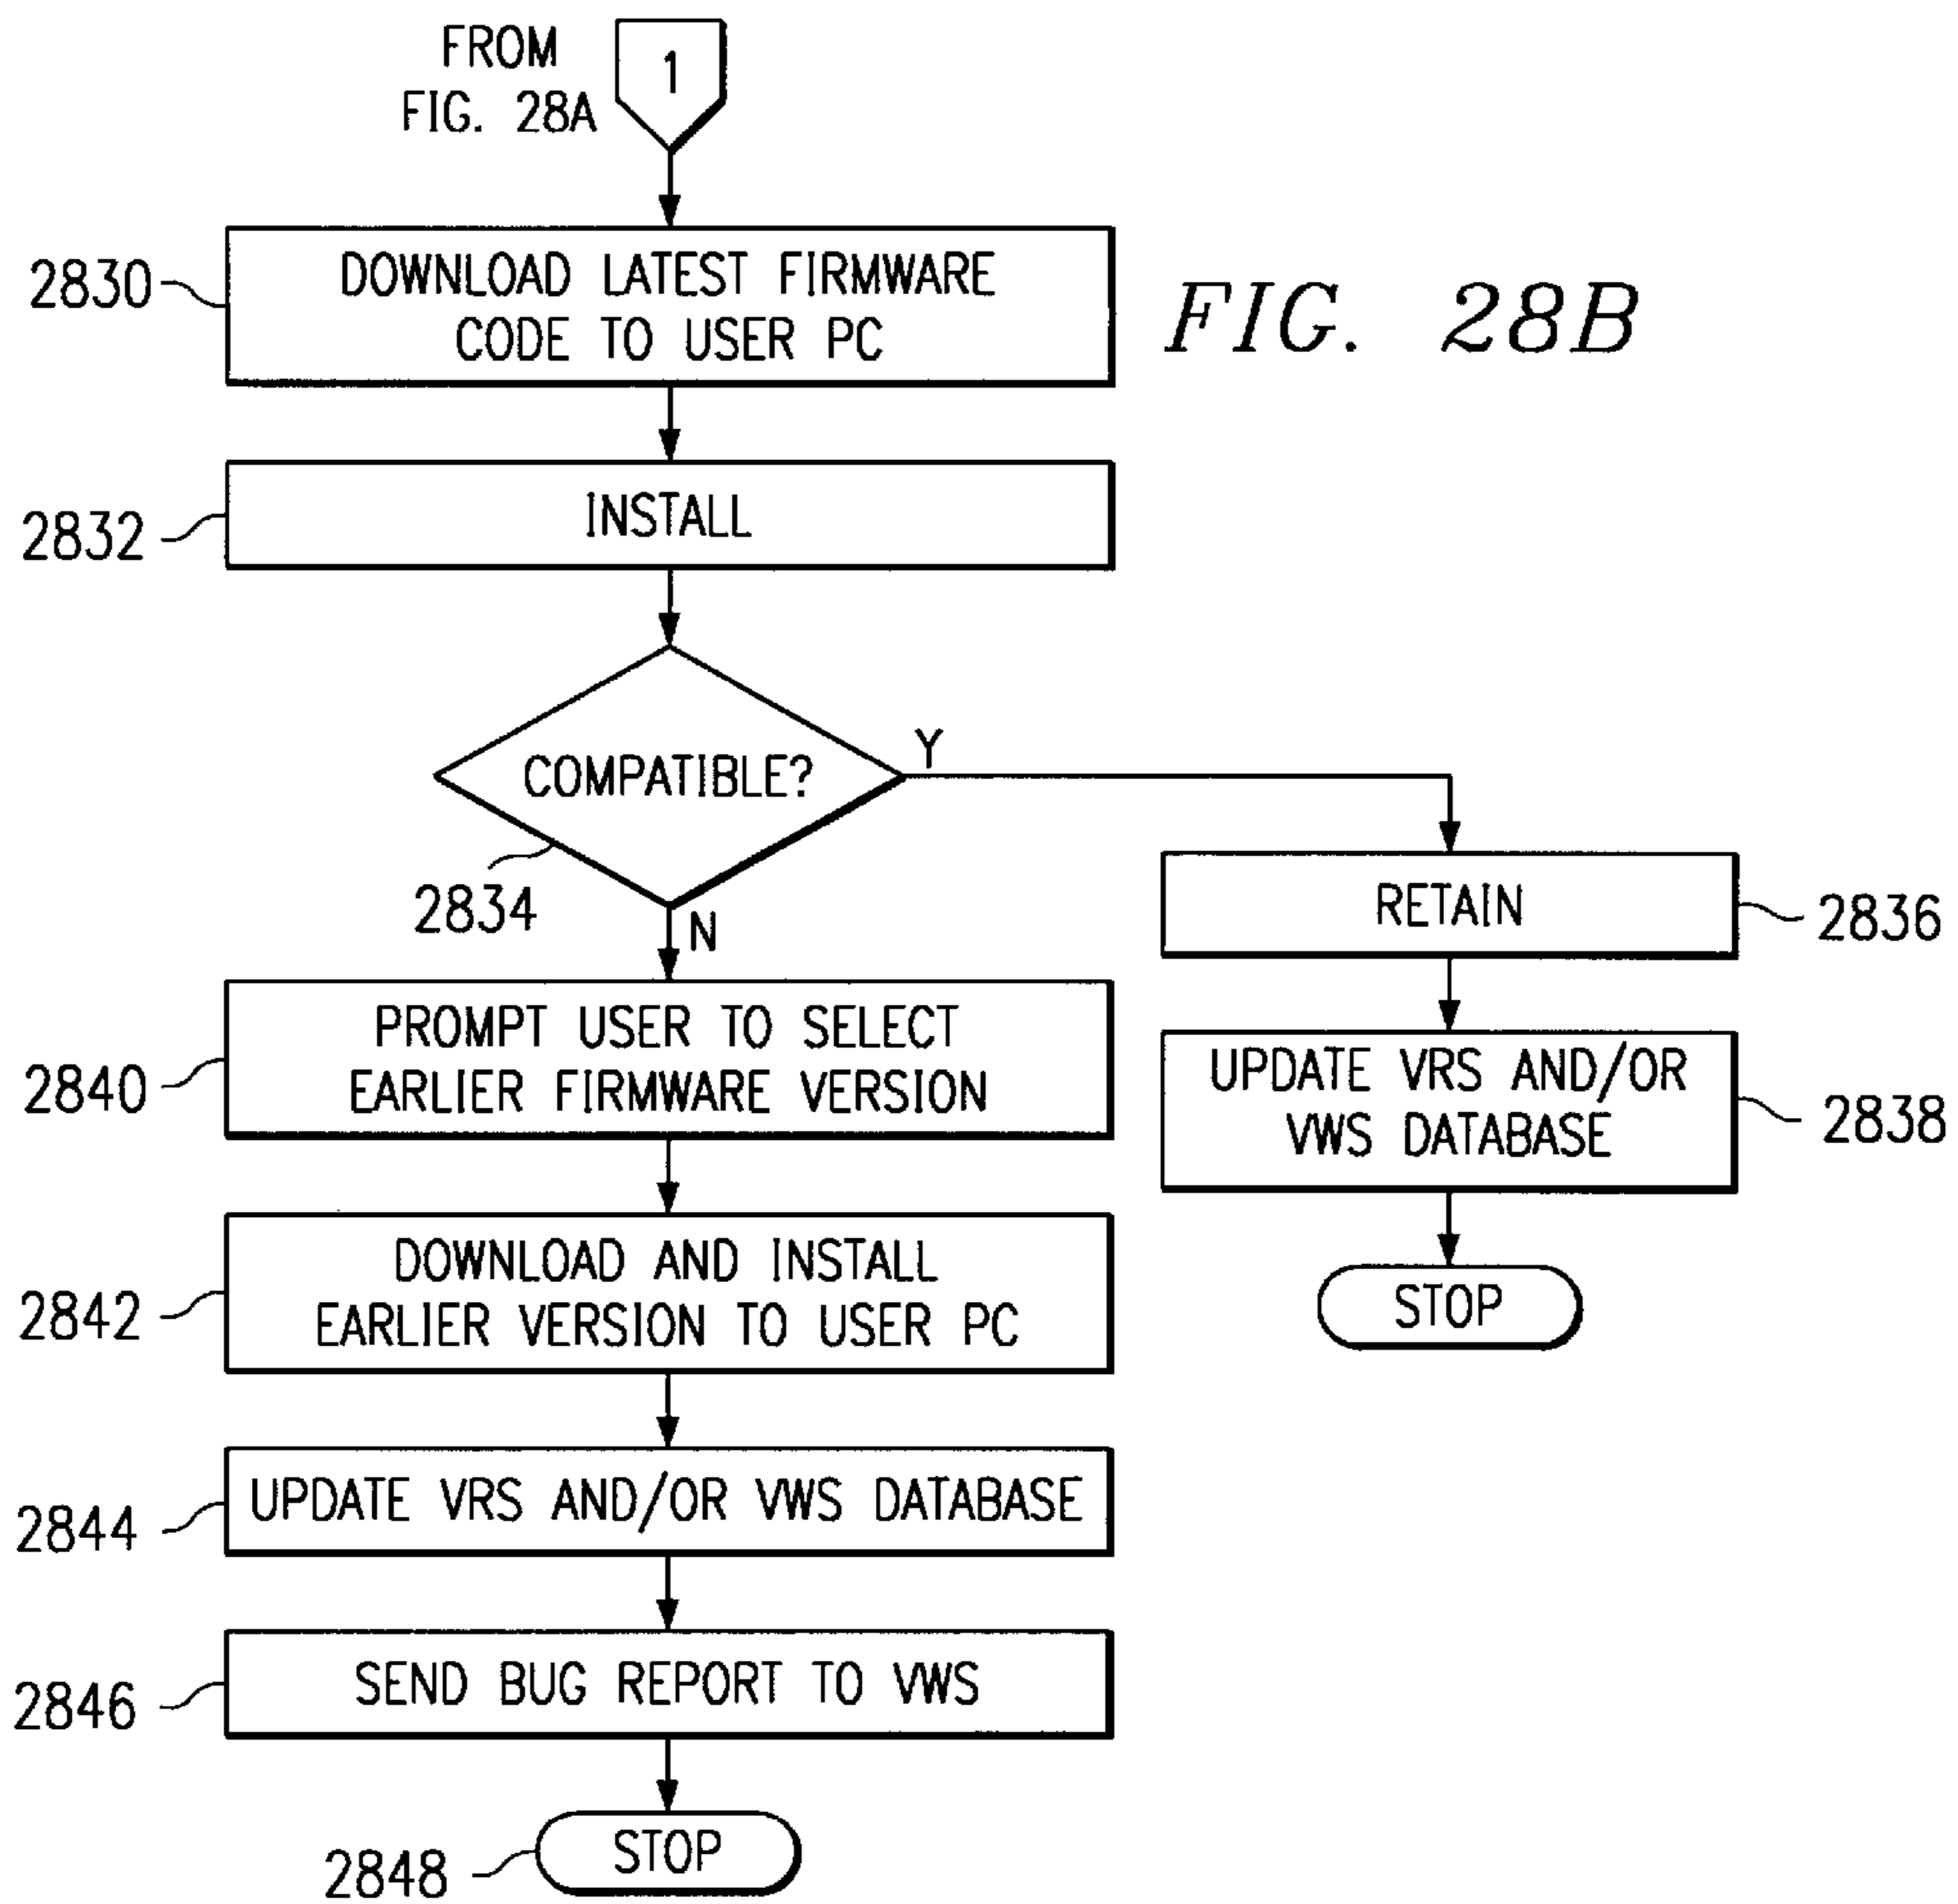 FROM
FIG. 28A
1
2830
DOWNLOAD LATEST FIRMWARE
CODE TO USER PC
FIG. 28B
2832
INSTALL
COMPATIBLE?
Y
2834
N
RETAIN
2836
2840
PROMPT USER TO SELECT
EARLIER FIRMWARE VERSION
UPDATE VRS AND/OR
VWS DATABASE
2838
2842
DOWNLOAD AND INSTALL
EARLIER VERSION TO USER PC
STOP
2844
UPDATE VRS AND/OR VWS DATABASE
2846
SEND BUG REPORT TO VWS
2848
STOP